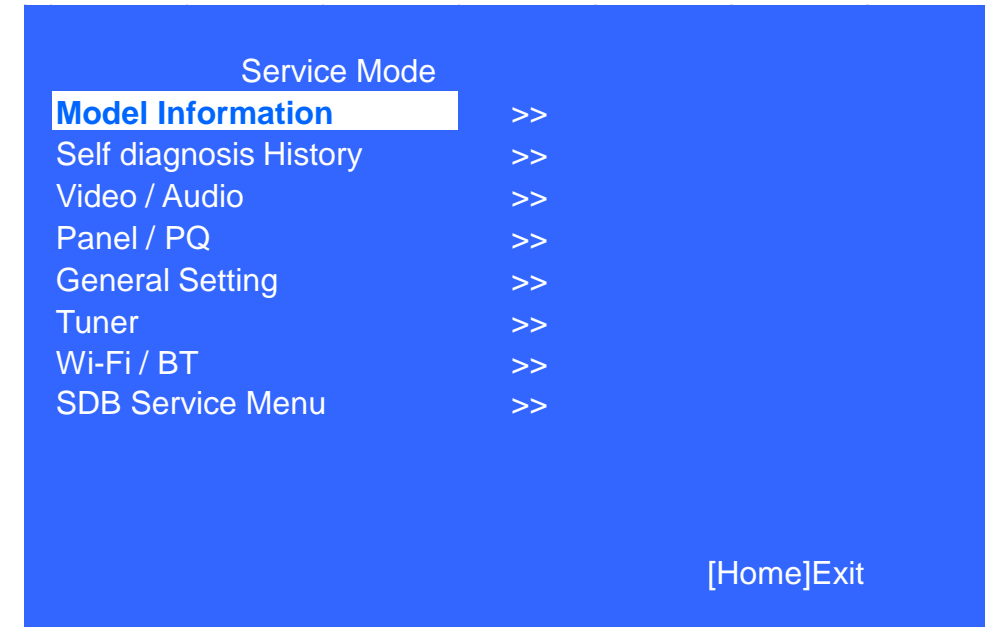 Service Mode
Model Information >>
Self diagnosis History >>
Video / Audio >>
Panel / PQ >>
General Setting >>
Tuner >>
Wi-Fi / BT >>
SDB Service Menu >>
[Home]Exit